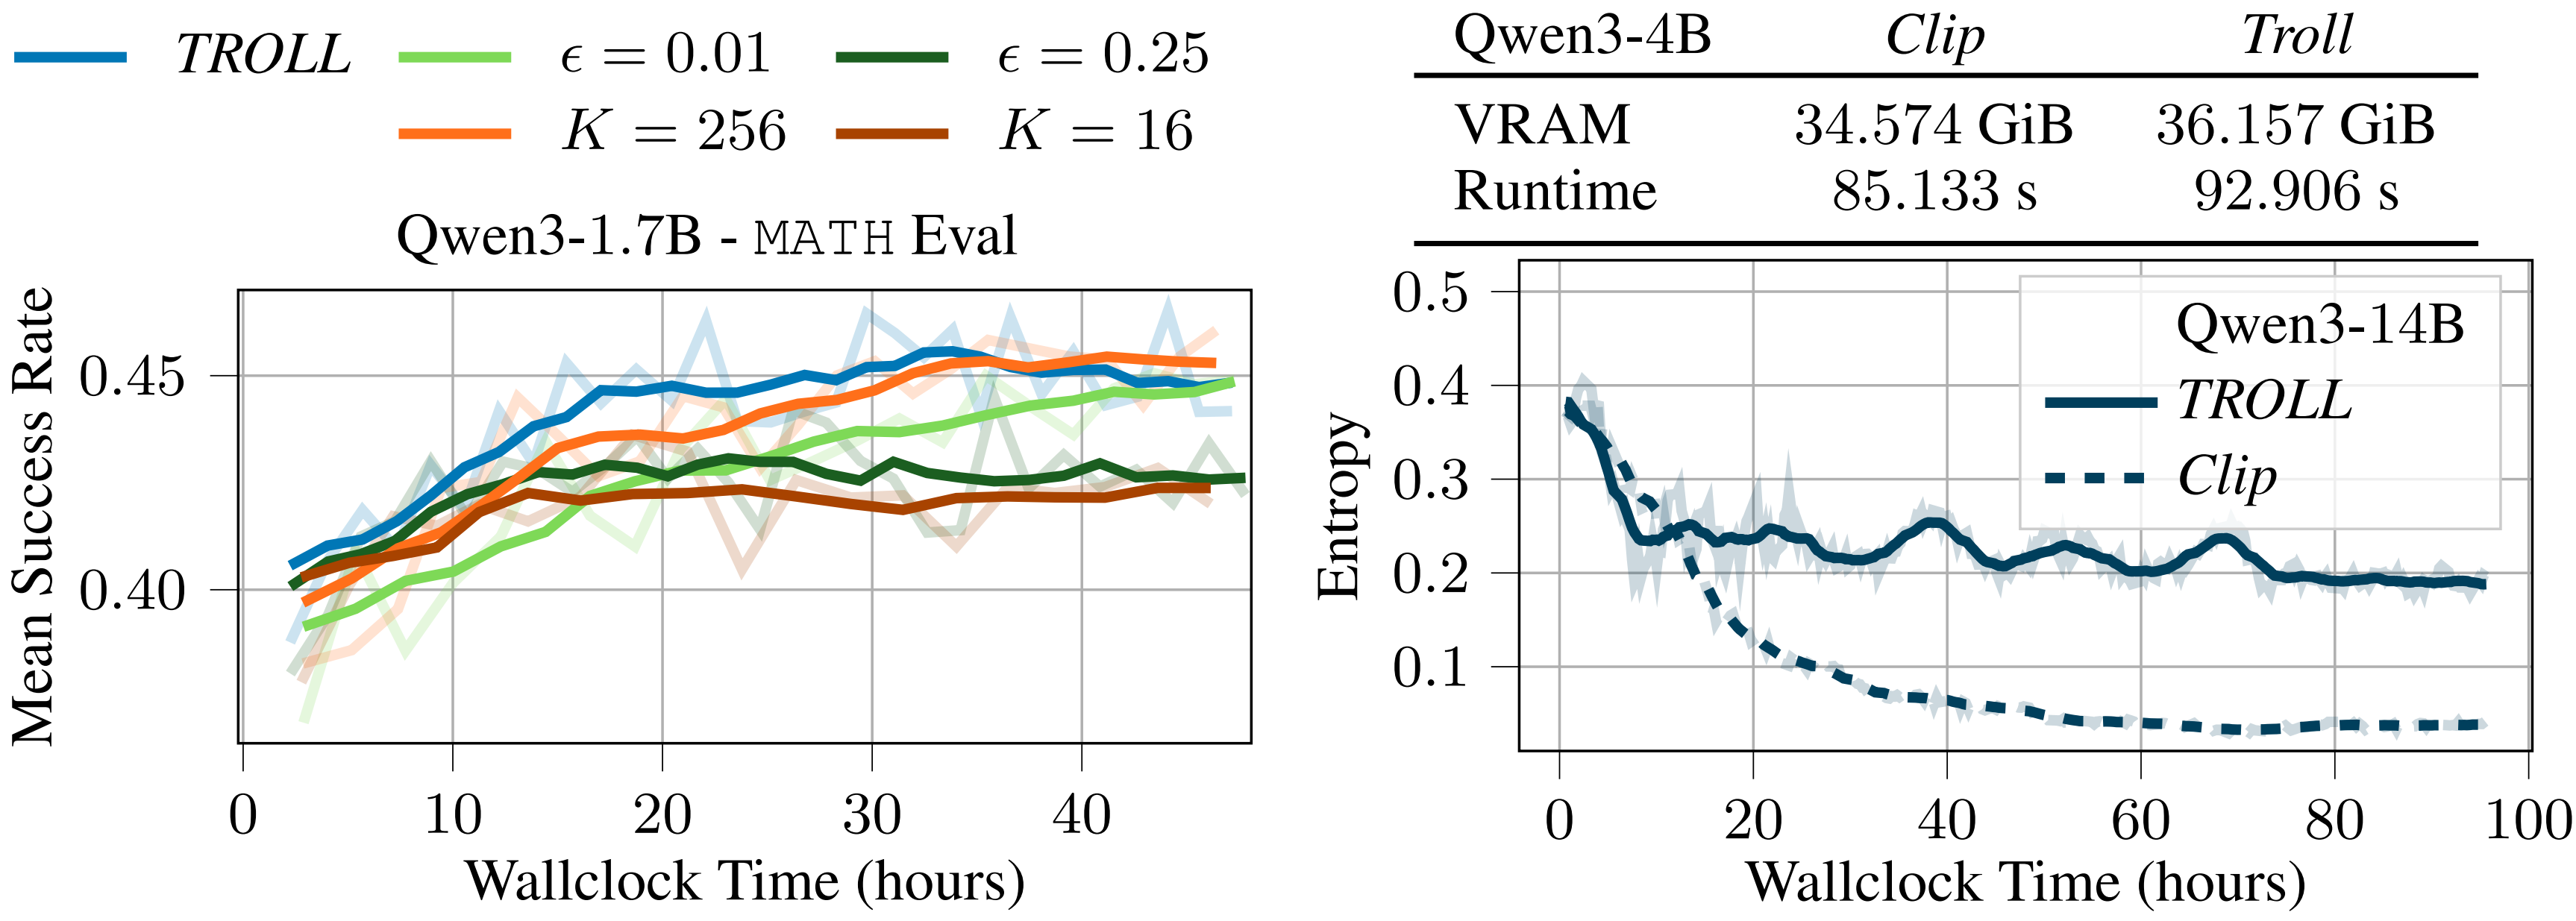 TROLL ϵ = 0.01 ϵ = 0.25
K = 256 K = 16
Qwen3-1.7B - MATH Eval
Mean Success Rate
0.45
0.40
0 10 20 30 40
Wallclock Time (hours)
Qwen3-4B Clip Troll
VRAM 34.574 GiB 36.157 GiB
Runtime 85.133 s 92.906 s
Entropy
0.5
0.4
0.3
0.2
0.1
Qwen3-14B
TROLL
Clip
0 20 40 60 80 100
Wallclock Time (hours)